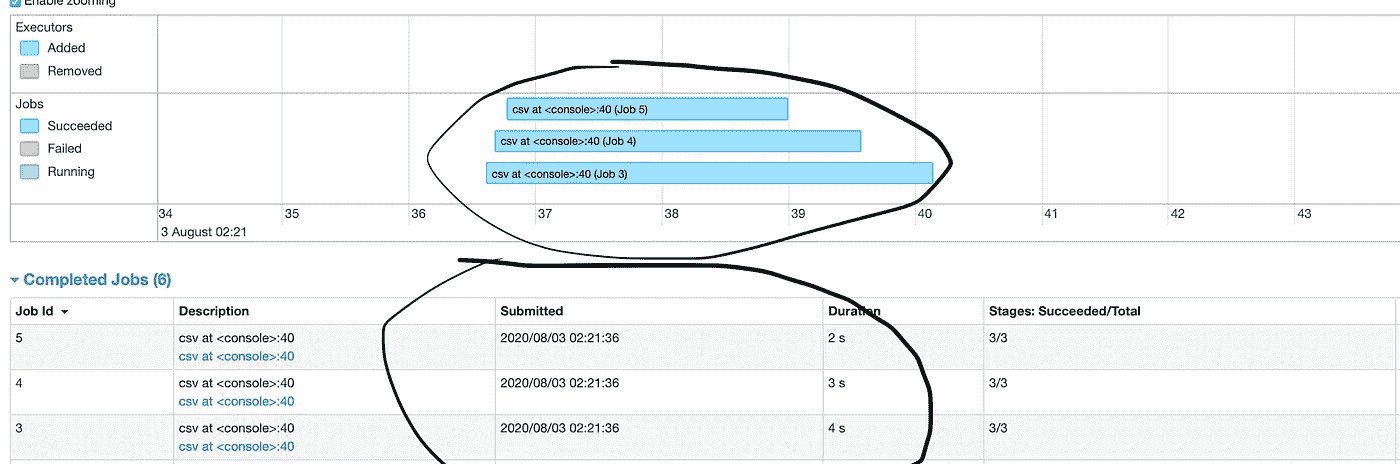 Enable zooming
Executors
Added
Removed
Jobs
Succeeded
Failed
Running
csv at <console>:40 (Job 5)
csv at <console>:40 (Job 4)
csv at <console>:40 (Job 3)
34 35 36 37 38 39 40 41 42 43
3 August 02:21
Completed Jobs (6)
Job Id Description Submitted Duration Stages: Succeeded/Total
5 csv at <console>:40 2020/08/03 02:21:36 2 s 3/3
csv at <console>:40
4 csv at <console>:40 2020/08/03 02:21:36 3 s 3/3
csv at <console>:40
3 csv at <console>:40 2020/08/03 02:21:36 4 s 3/3
csv at <console>:40